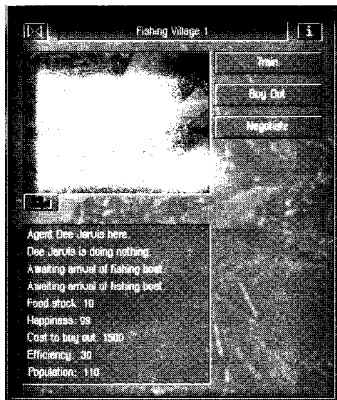 Fishing Village 1
i
Train
Buy Out
Negotiate
Agent Dee Jarvis here.
Dee Jarvis is doing nothing.
Awaiting arrival of fishing boat
Awaiting arrival of fishing boat
Food stock: 10
Happiness: 99
Cost to buy out: 1500
Efficiency: 30
Population: 110